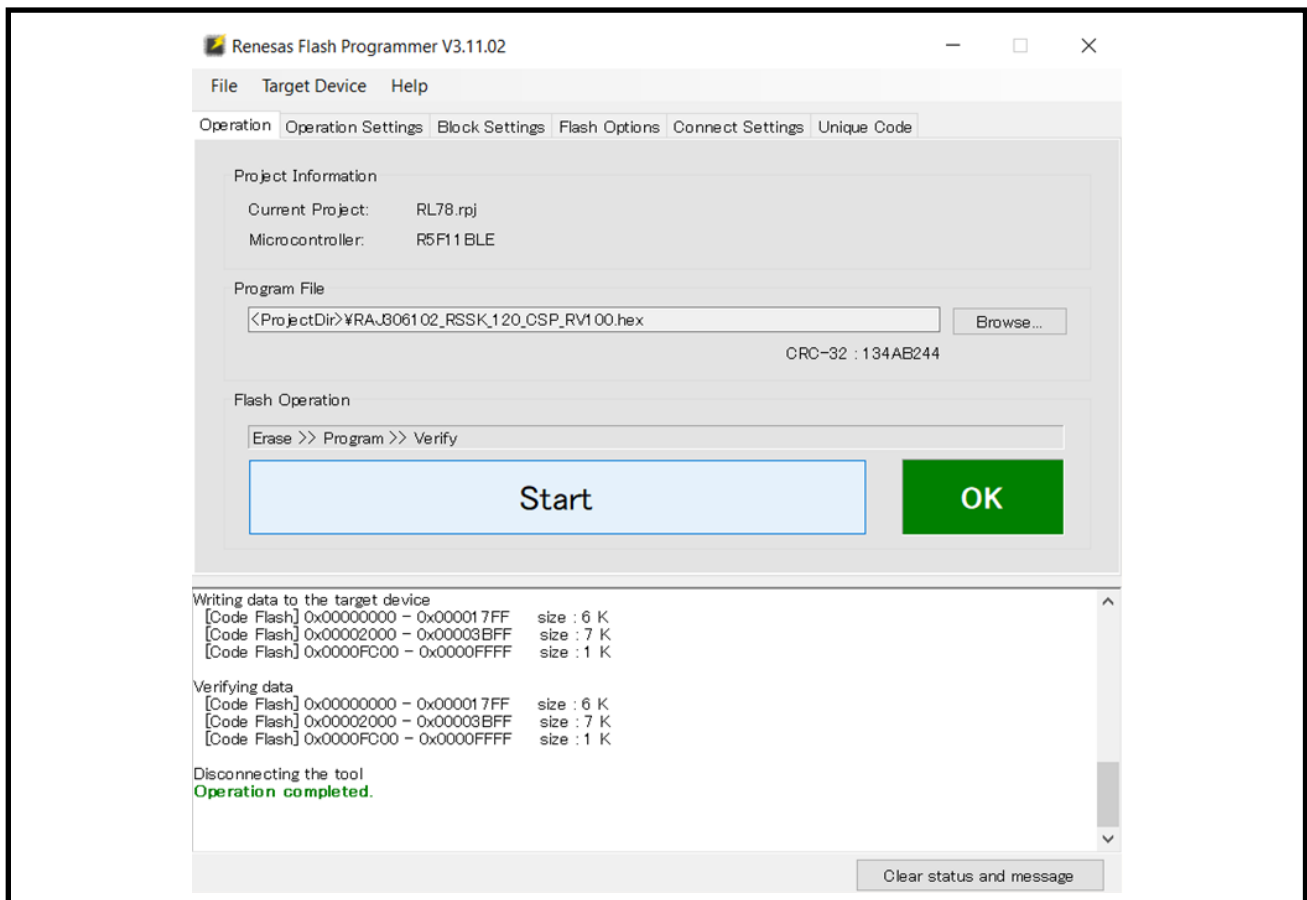 Renesas Flash Programmer V3.11.02
File Target Device Help
Operation Operation Settings Block Settings Flash Options Connect Settings Unique Code
Project Information
Current Project: RL78.rpj
Microcontroller: R5F11BLE
Program File
<ProjectDir>¥RAJ306102_RSSK_120_CSP_RV100.hex Browse...
CRC-32 : 134AB244
Flash Operation
Erase >> Program >> Verify
Start OK
Writing data to the target device
[Code Flash] 0x00000000 - 0x000017FF size : 6 K
[Code Flash] 0x00002000 - 0x00003BFF size : 7 K
[Code Flash] 0x0000FC00 - 0x0000FFFF size : 1 K
Verifying data
[Code Flash] 0x00000000 - 0x000017FF size : 6 K
[Code Flash] 0x00002000 - 0x00003BFF size : 7 K
[Code Flash] 0x0000FC00 - 0x0000FFFF size : 1 K
Disconnecting the tool
Operation completed.
Clear status and message